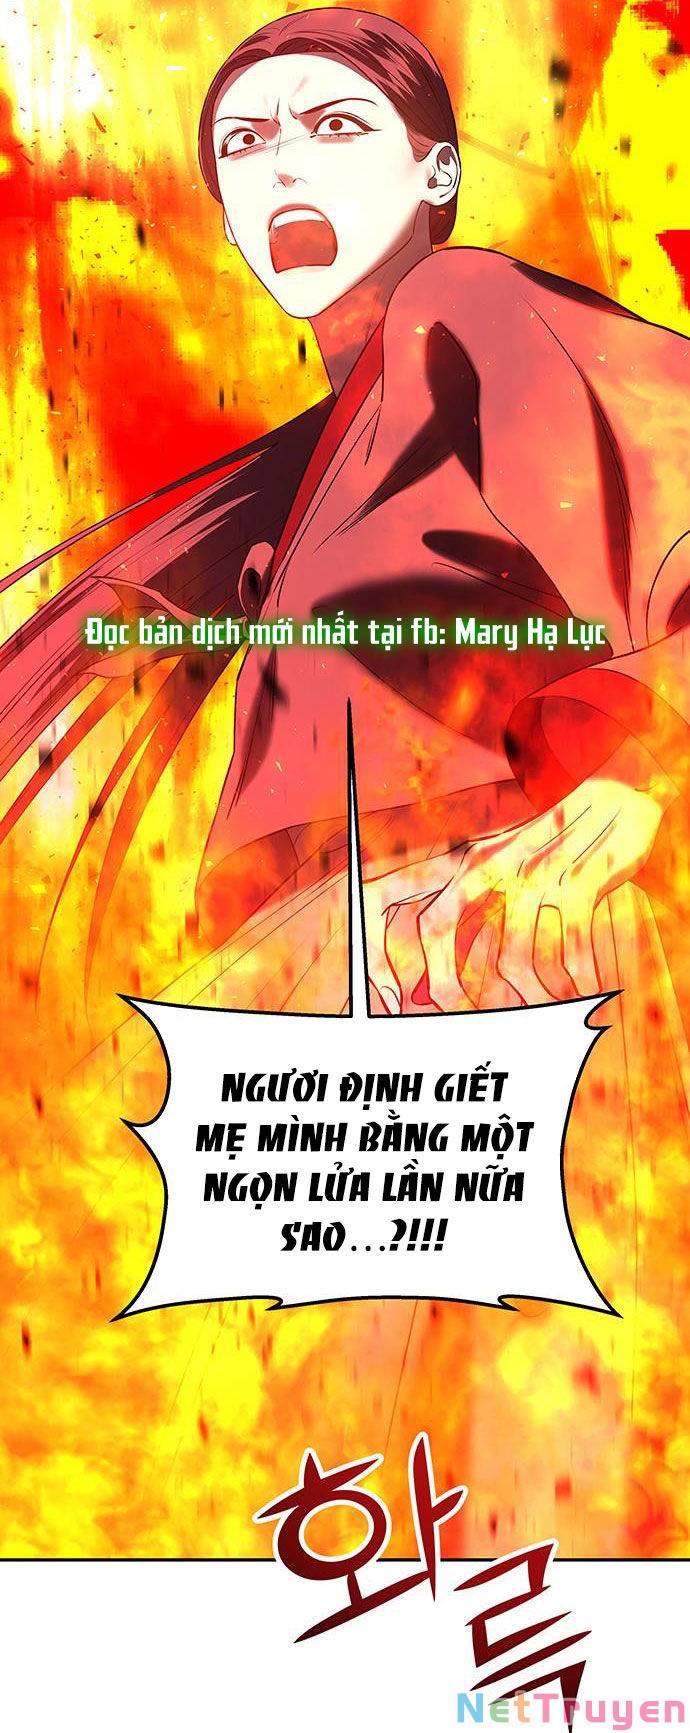 Đọc bản dịch mới nhất tại fb: Mary Hạ Lục
NGƯƠI ĐỊNH GIẾT
MẸ MÌNH BẰNG MỘT
NGỌN LỬA LẦN NỮA
SAO...?!!!
화
륵
NetTruyen